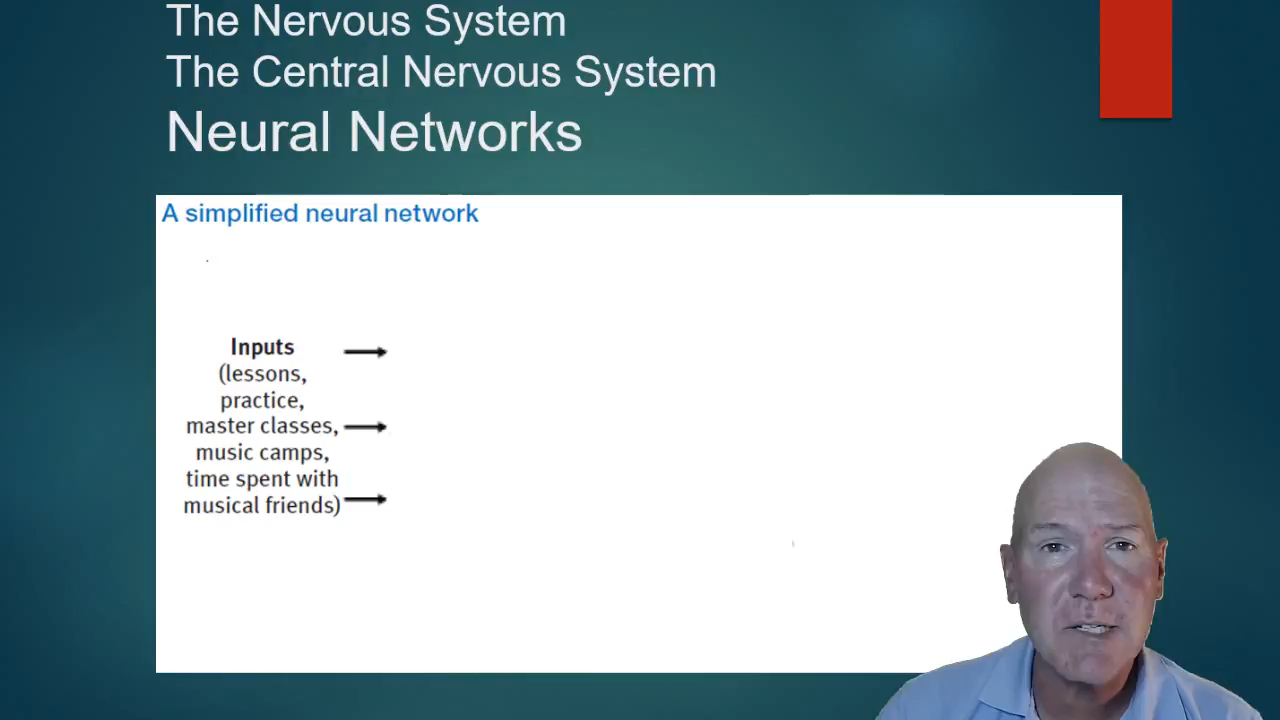 The Nervous System
The Central Nervous System
Neural Networks
A simplified neural network
Inputs
(lessons,
practice,
master classes,
music camps,
time spent with
musical friends)